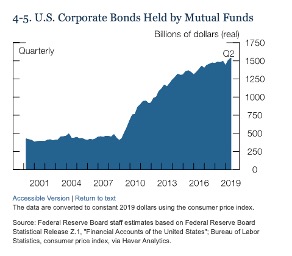 4-5. U.S. Corporate Bonds Held by Mutual Funds
Billions of dollars (real)
Quarterly
Q2
1750
1500
1250
1000
750
500
250
0
2001 2004 2007 2010 2013 2016 2019
Accessible Version | Return to text
The data are converted to constant 2019 dollars using the consumer price index.
Source: Federal Reserve Board staff estimates based on Federal Reserve Board
Statistical Release Z.1, "Financial Accounts of the United States"; Bureau of Labor
Statistics, consumer price index, via Haver Analytics.